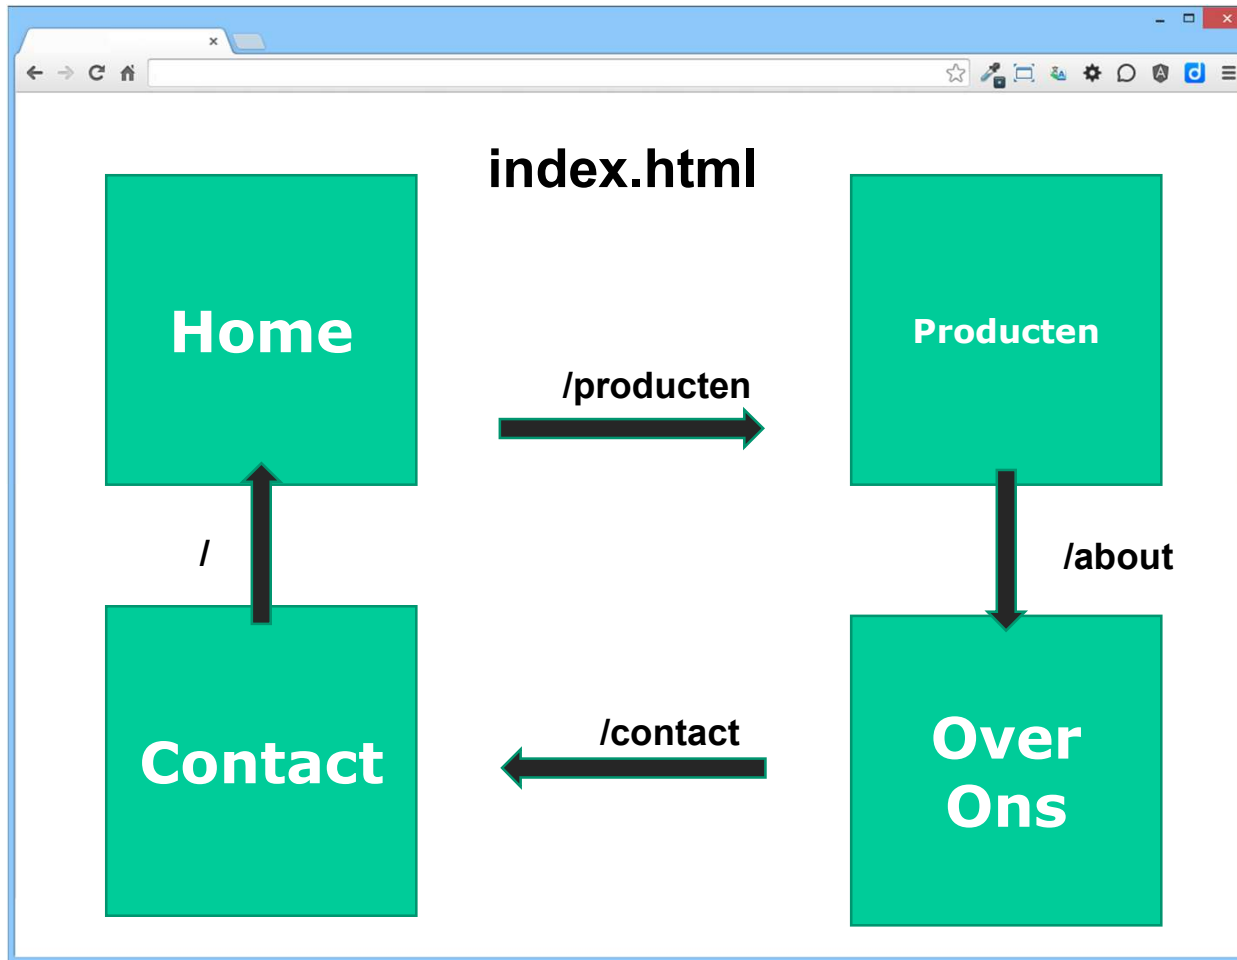 index.html
Home
Producten
/producten
/
/about
Contact
/contact
Over
Ons